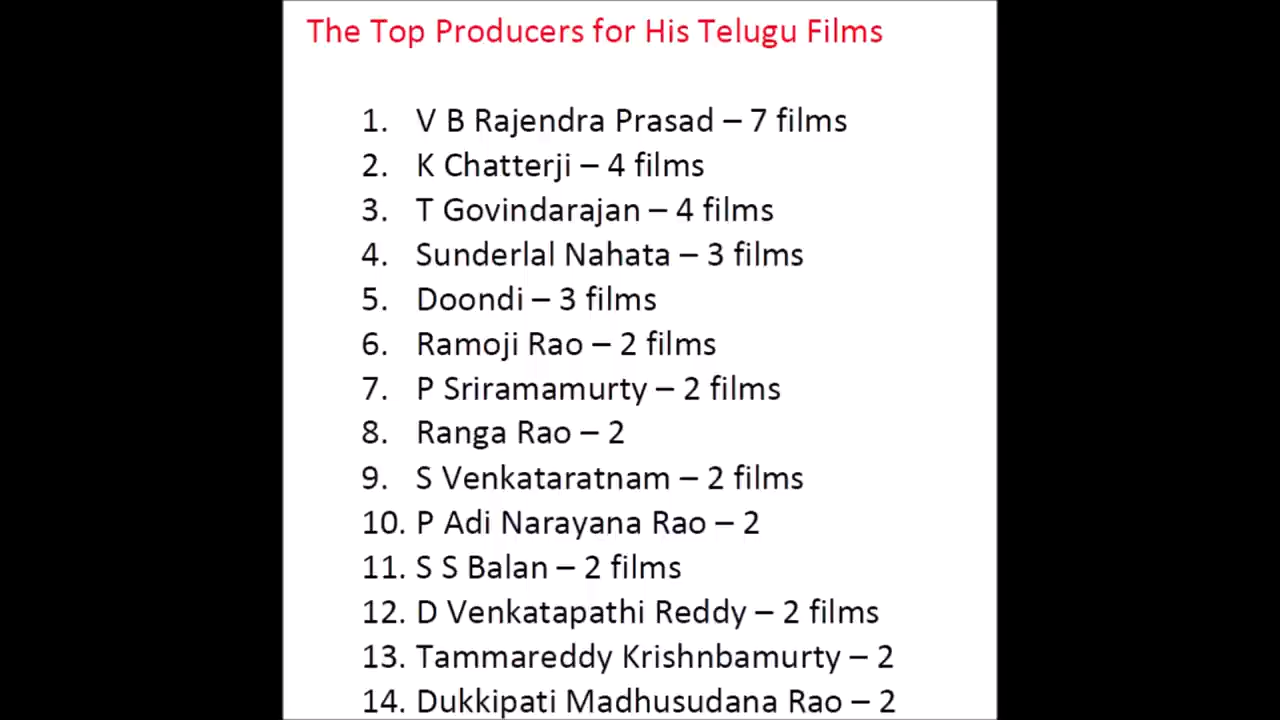 The Top Producers for His Telugu Films
1. V B Rajendra Prasad – 7 films
2. K Chatterji – 4 films
3. T Govindarajan – 4 films
4. Sunderlal Nahata – 3 films
5. Doondi – 3 films
6. Ramoji Rao – 2 films
7. P Sriramamurty – 2 films
8. Ranga Rao – 2
9. S Venkataratnam – 2 films
10. P Adi Narayana Rao – 2
11. S S Balan – 2 films
12. D Venkatapathi Reddy – 2 films
13. Tammareddy Krishnbamurty – 2
14. Dukkipati Madhusudana Rao – 2